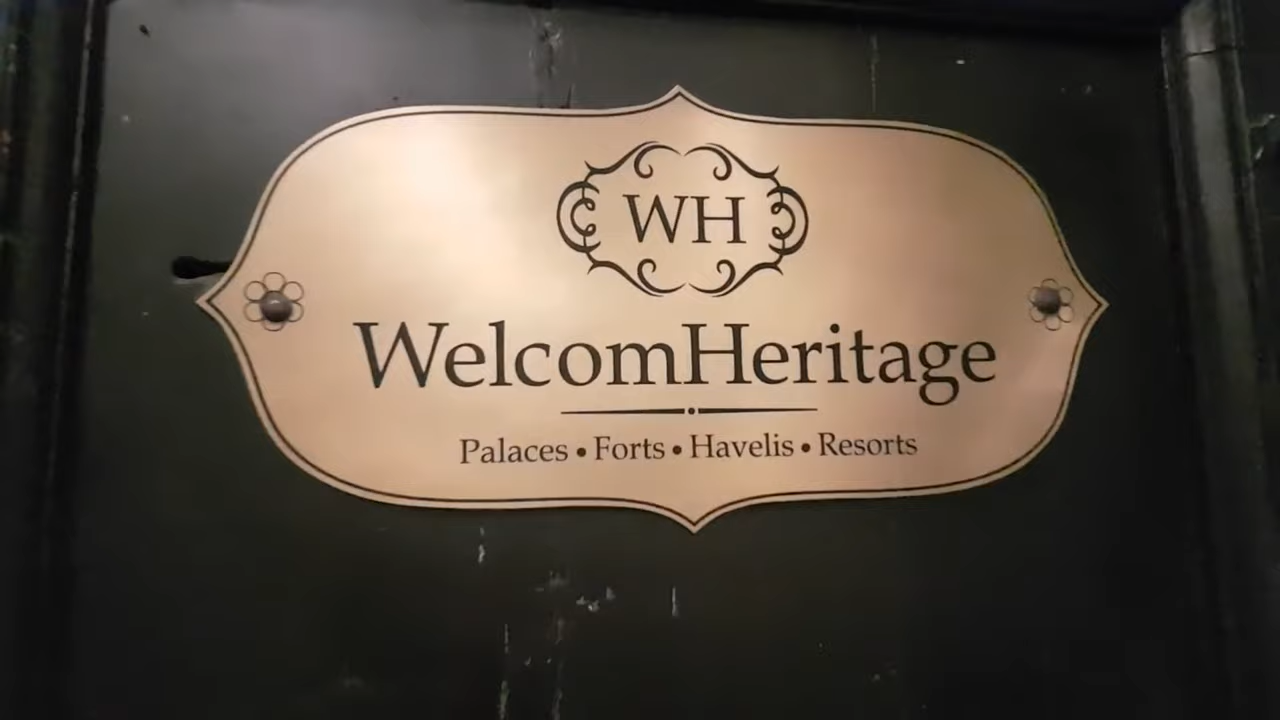 WH
WelcomHeritage
Palaces • Forts • Havelis • Resorts